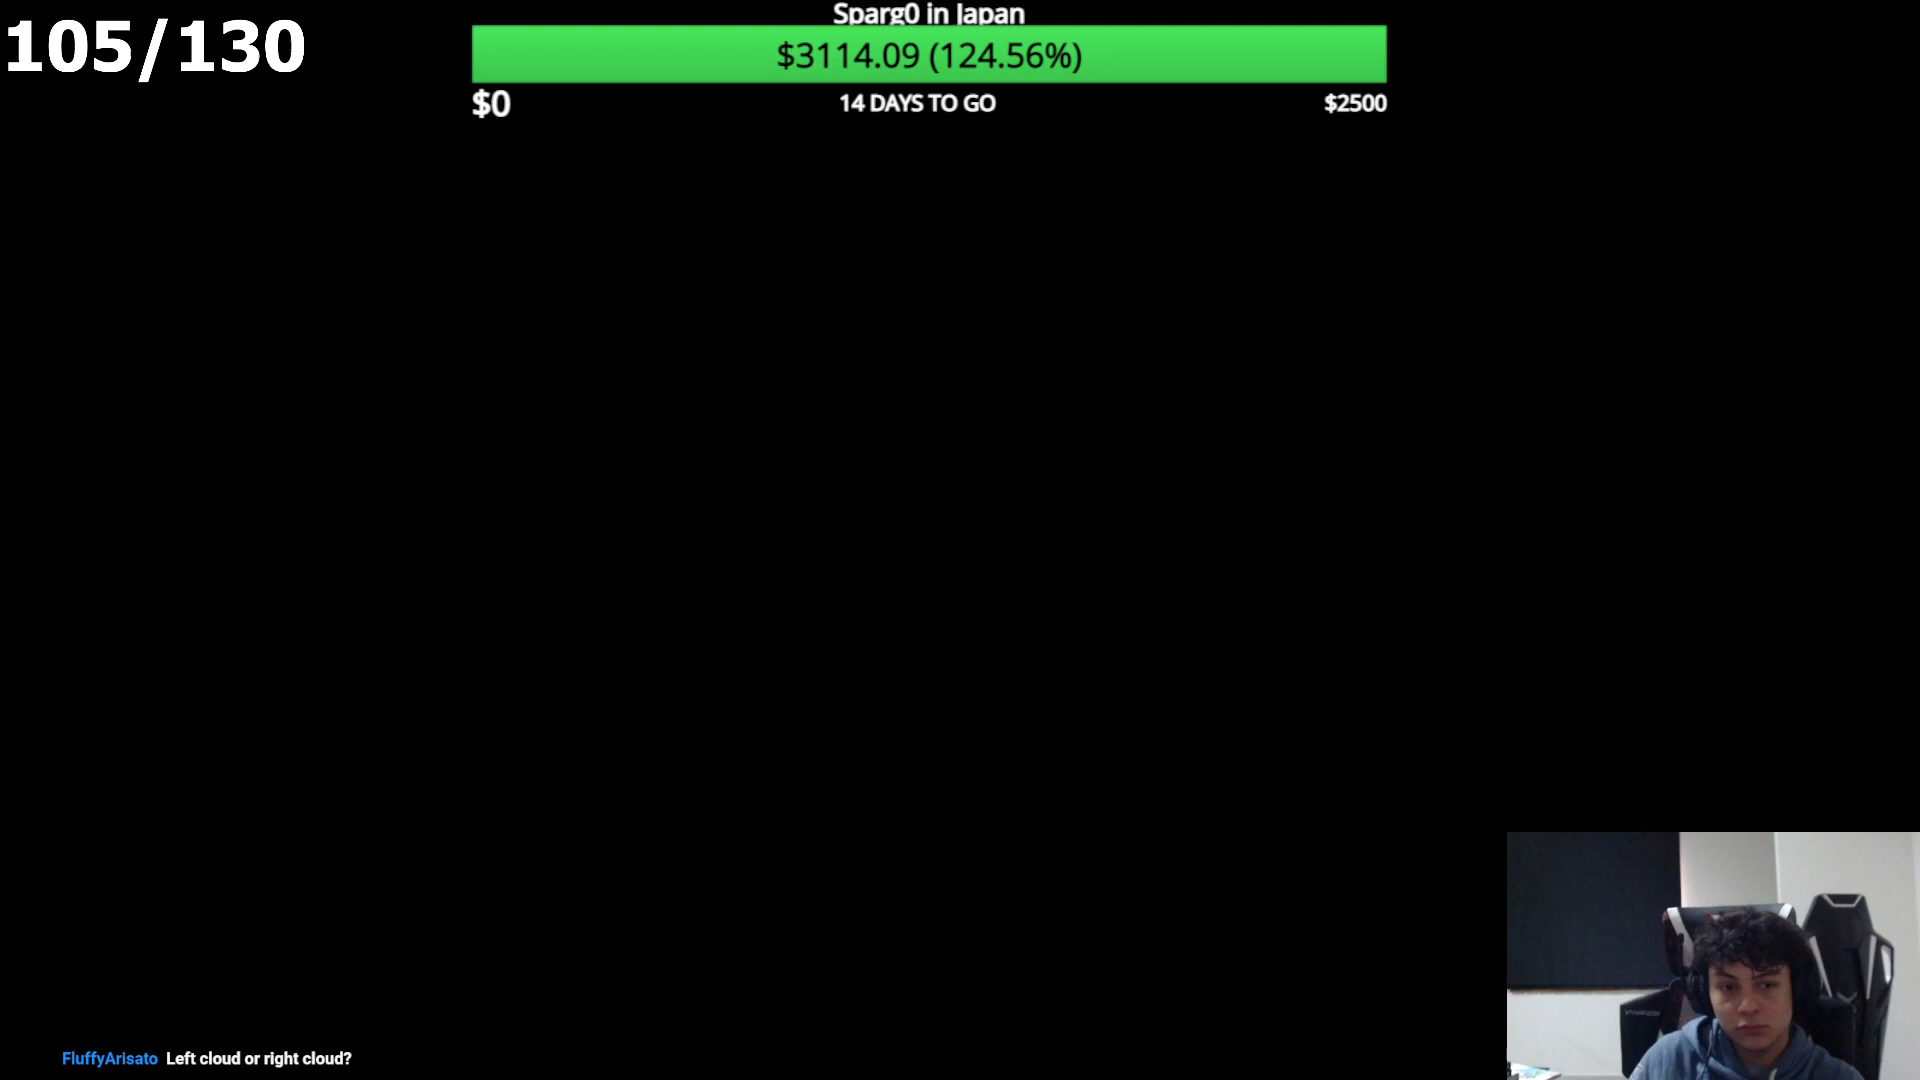 105/130
Sparg0 in Japan
$3114.09 (124.56%)
$0 14 DAYS TO GO $2500
FluffyArisato Left cloud or right cloud?